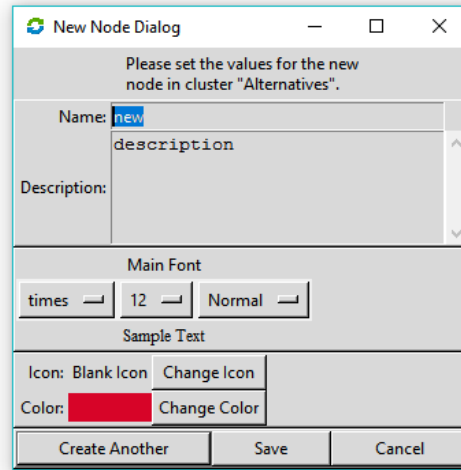 New Node Dialog
Please set the values for the new
node in cluster "Alternatives".
Name: new
description
Description:
Main Font
times 12 Normal
Sample Text
Icon: Blank Icon Change Icon
Color: Change Color
Create Another Save Cancel